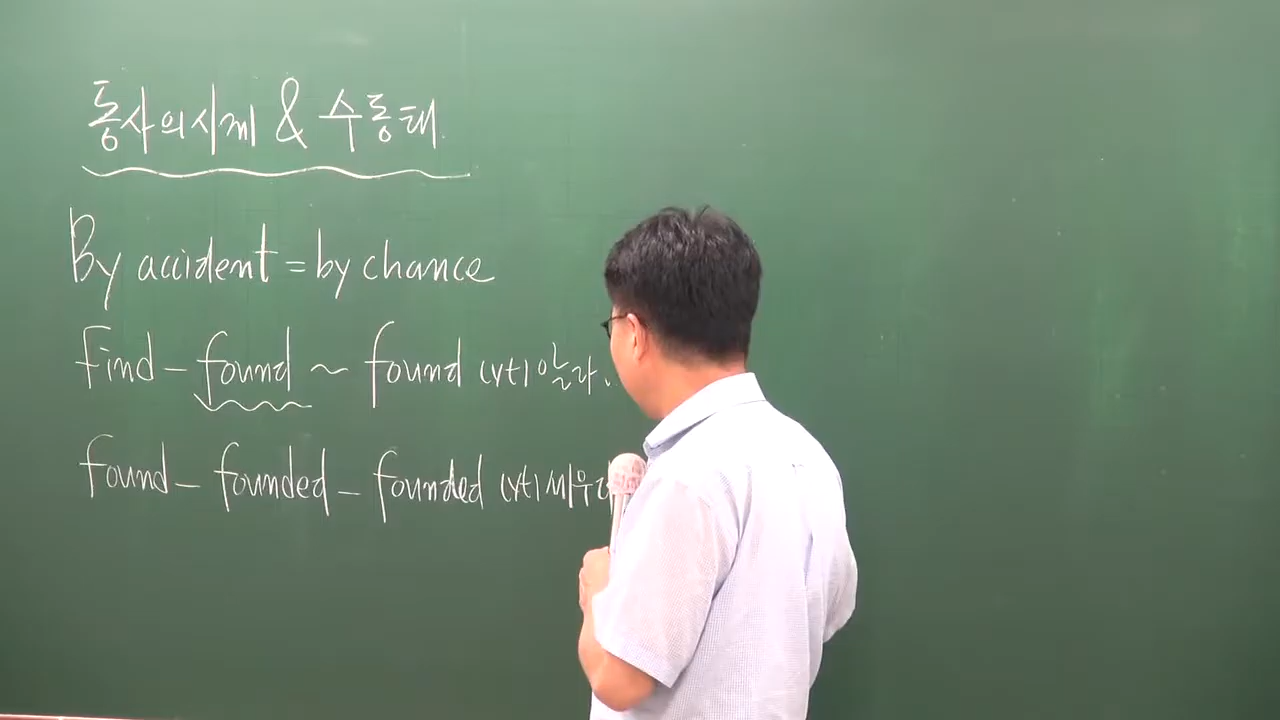 동사의 시제 & 수동태
By accident = by chance
find - found ~ found (vt) 알다.
found - founded - founded (vt) 세우다